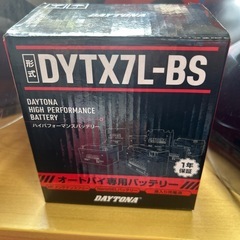 形式
DYTX7L-BS
DAYTONA
HIGH PERFORMANCE
BATTERY
ハイパフォーマンスバッテリー
1年
保証
オートバイ専用バッテリー
DAYTONA